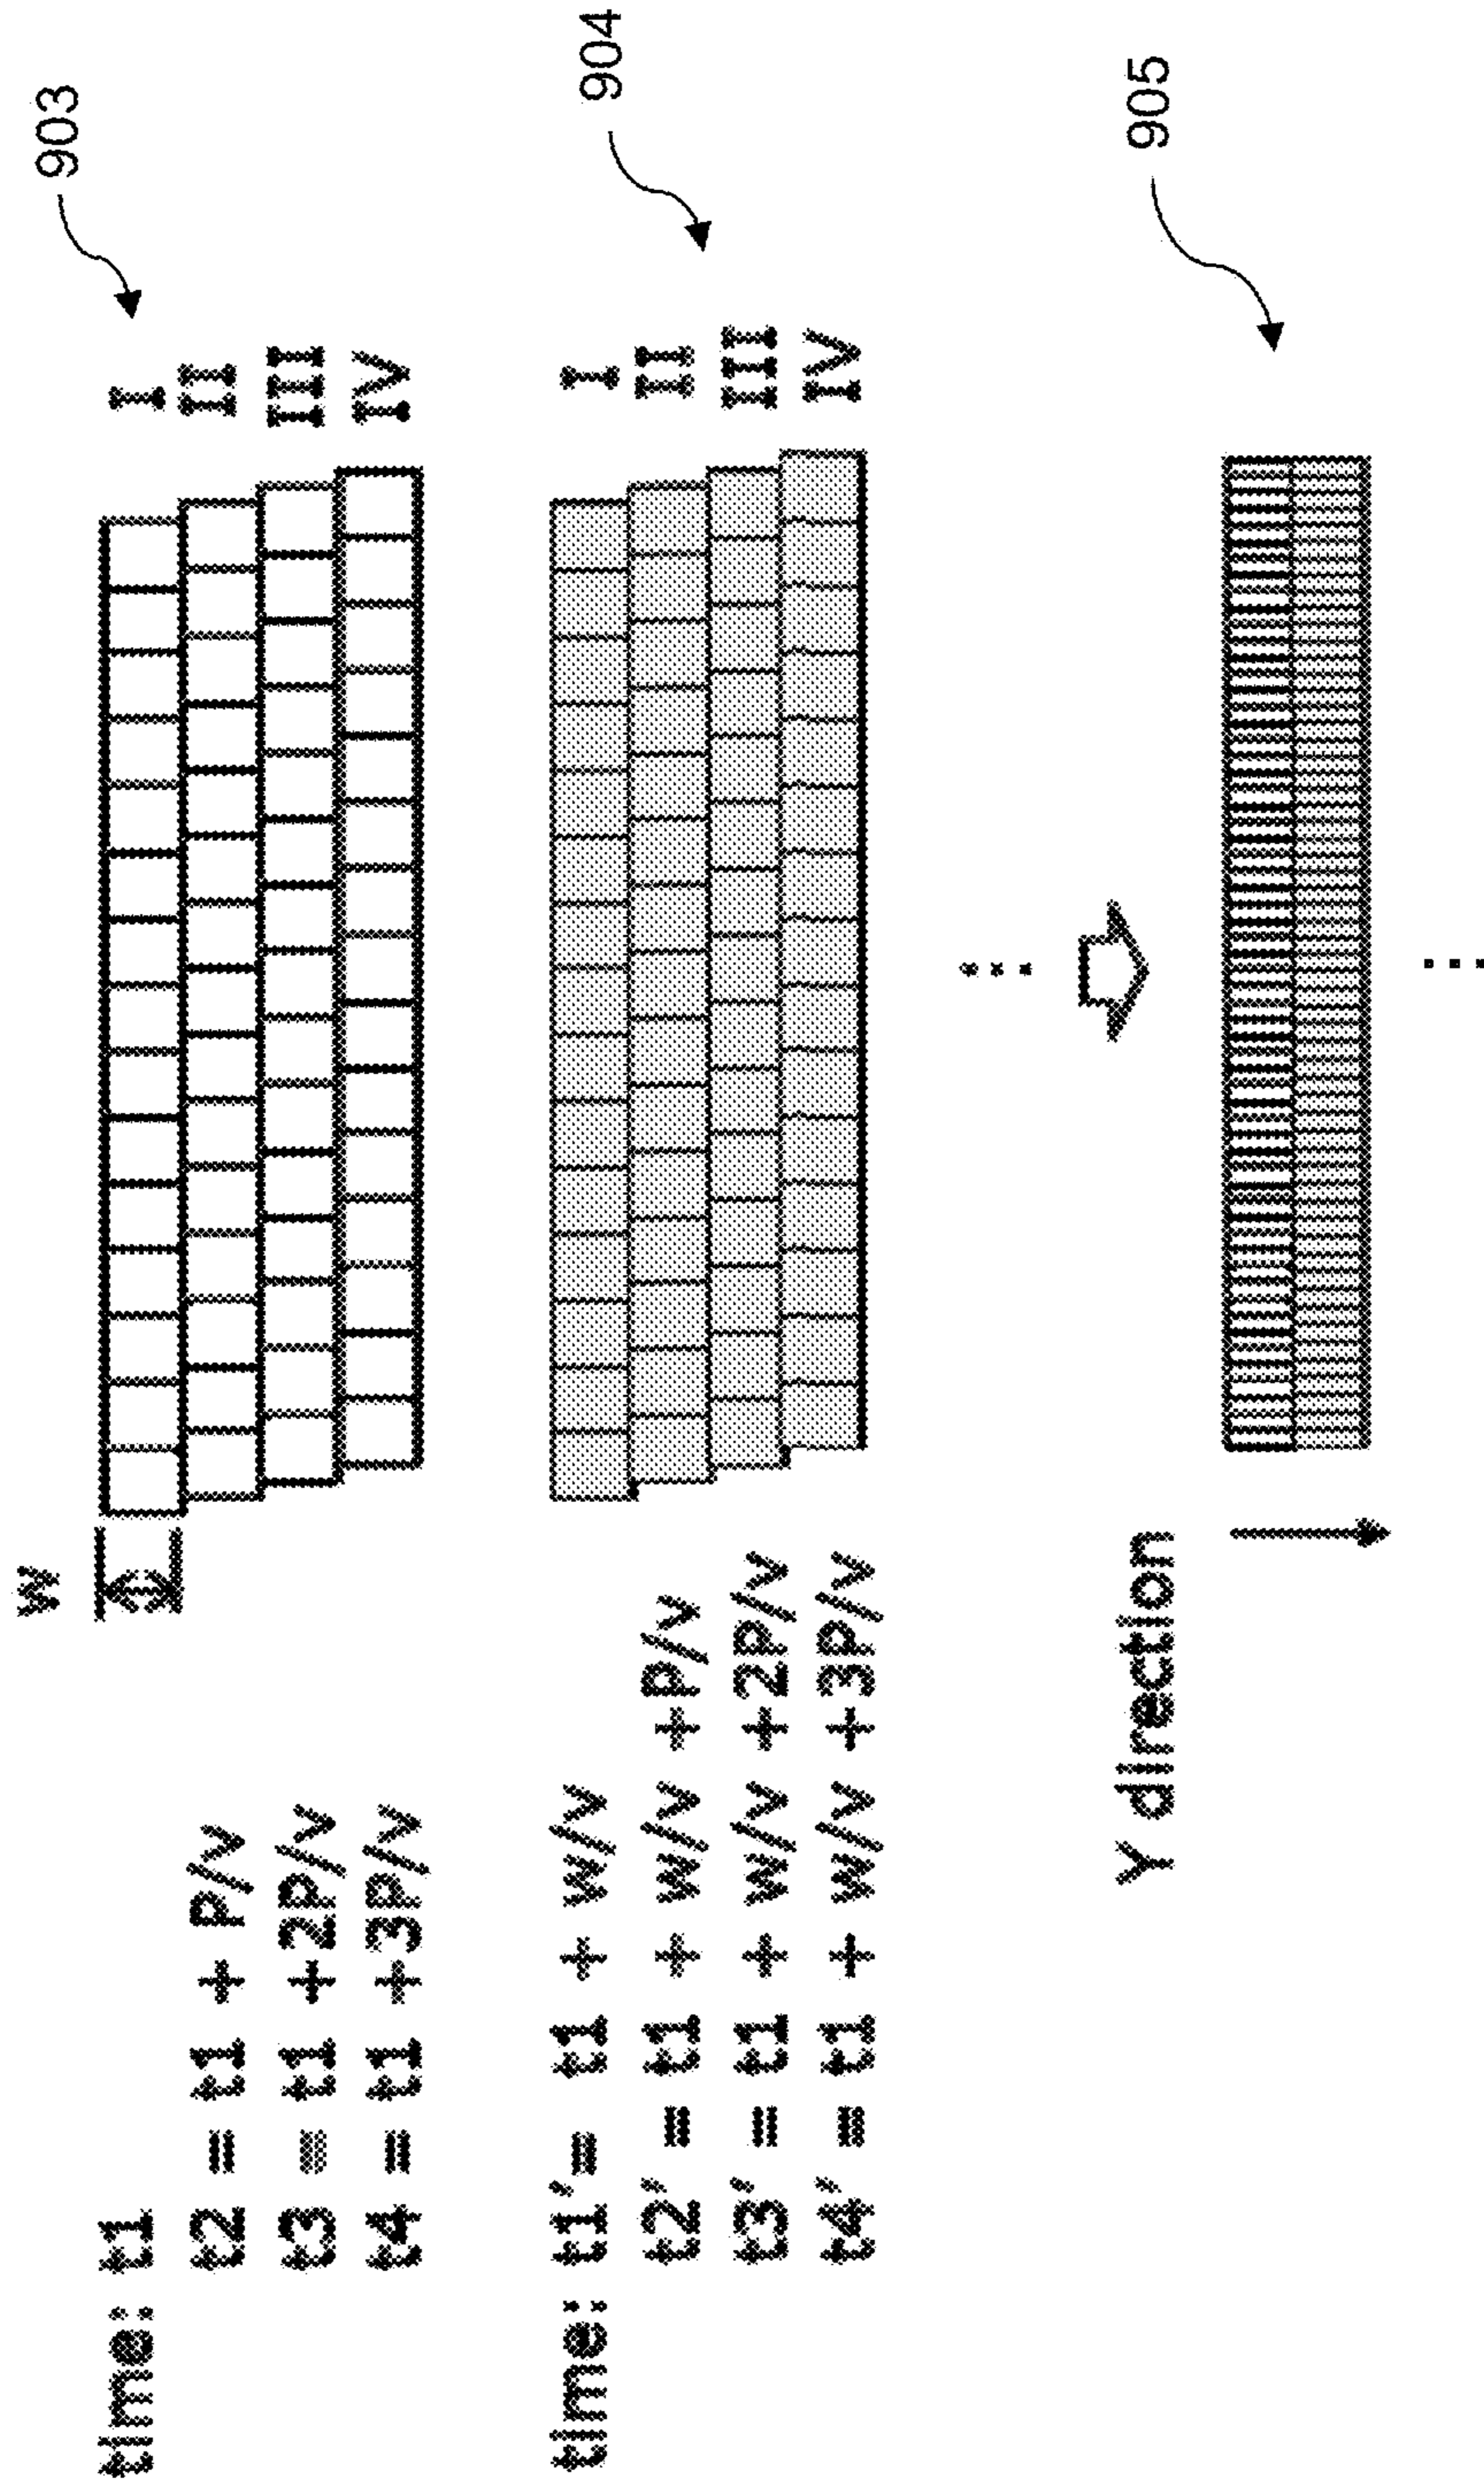 903
w
time: t1 I
t2 = t1 + P/v II
t3 = t1 +2P/v III
t4 = t1 +3P/v IV
904
time: t1'= t1 + w/v I
t2' = t1 + w/v +P/v II
t3' = t1 + w/v +2P/v III
t4' = t1 + w/v +3P/v IV
905
Y direction